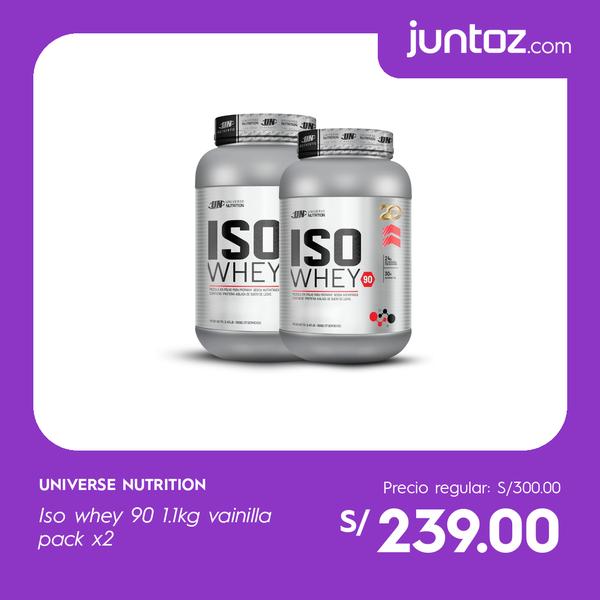 juntoz.com
UN UNIVERSE NUTRITION
ISO
WHEY
UN UNIVERSE NUTRITION
20
ISO
WHEY 90
UNIVERSE NUTRITION
Precio regular: S/300.00
Iso whey 90 1.1kg vainilla
pack x2
S/ 239.00